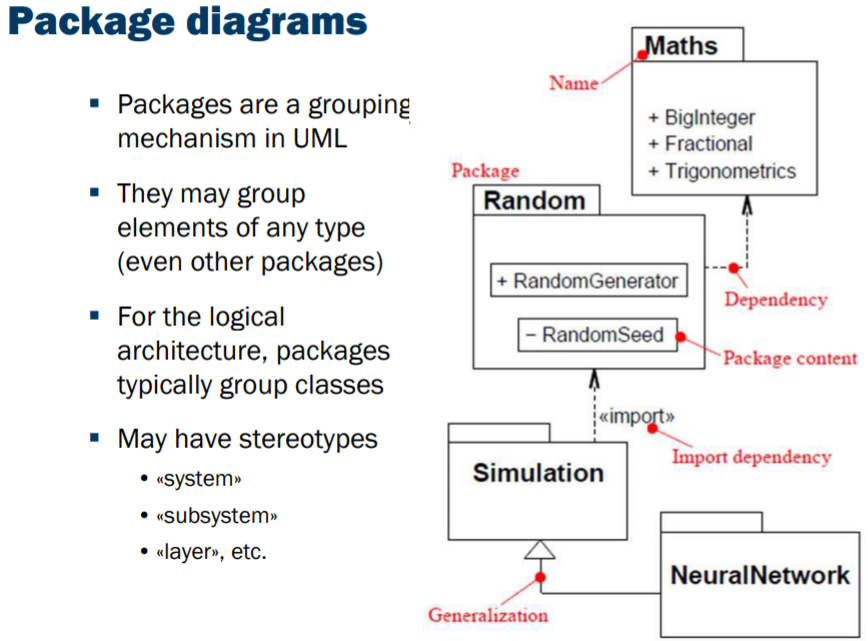 Package diagrams
Packages are a grouping
mechanism in UML
They may group
elements of any type
(even other packages)
For the logical
architecture, packages
typically group classes
May have stereotypes
• «system»
• «subsystem»
• «layer», etc.
Maths
Name
+ BigInteger
+ Fractional
+ Trigonometrics
Package
Random
+ RandomGenerator
Dependency
− RandomSeed
Package content
«import»
Import dependency
Simulation
NeuralNetwork
Generalization